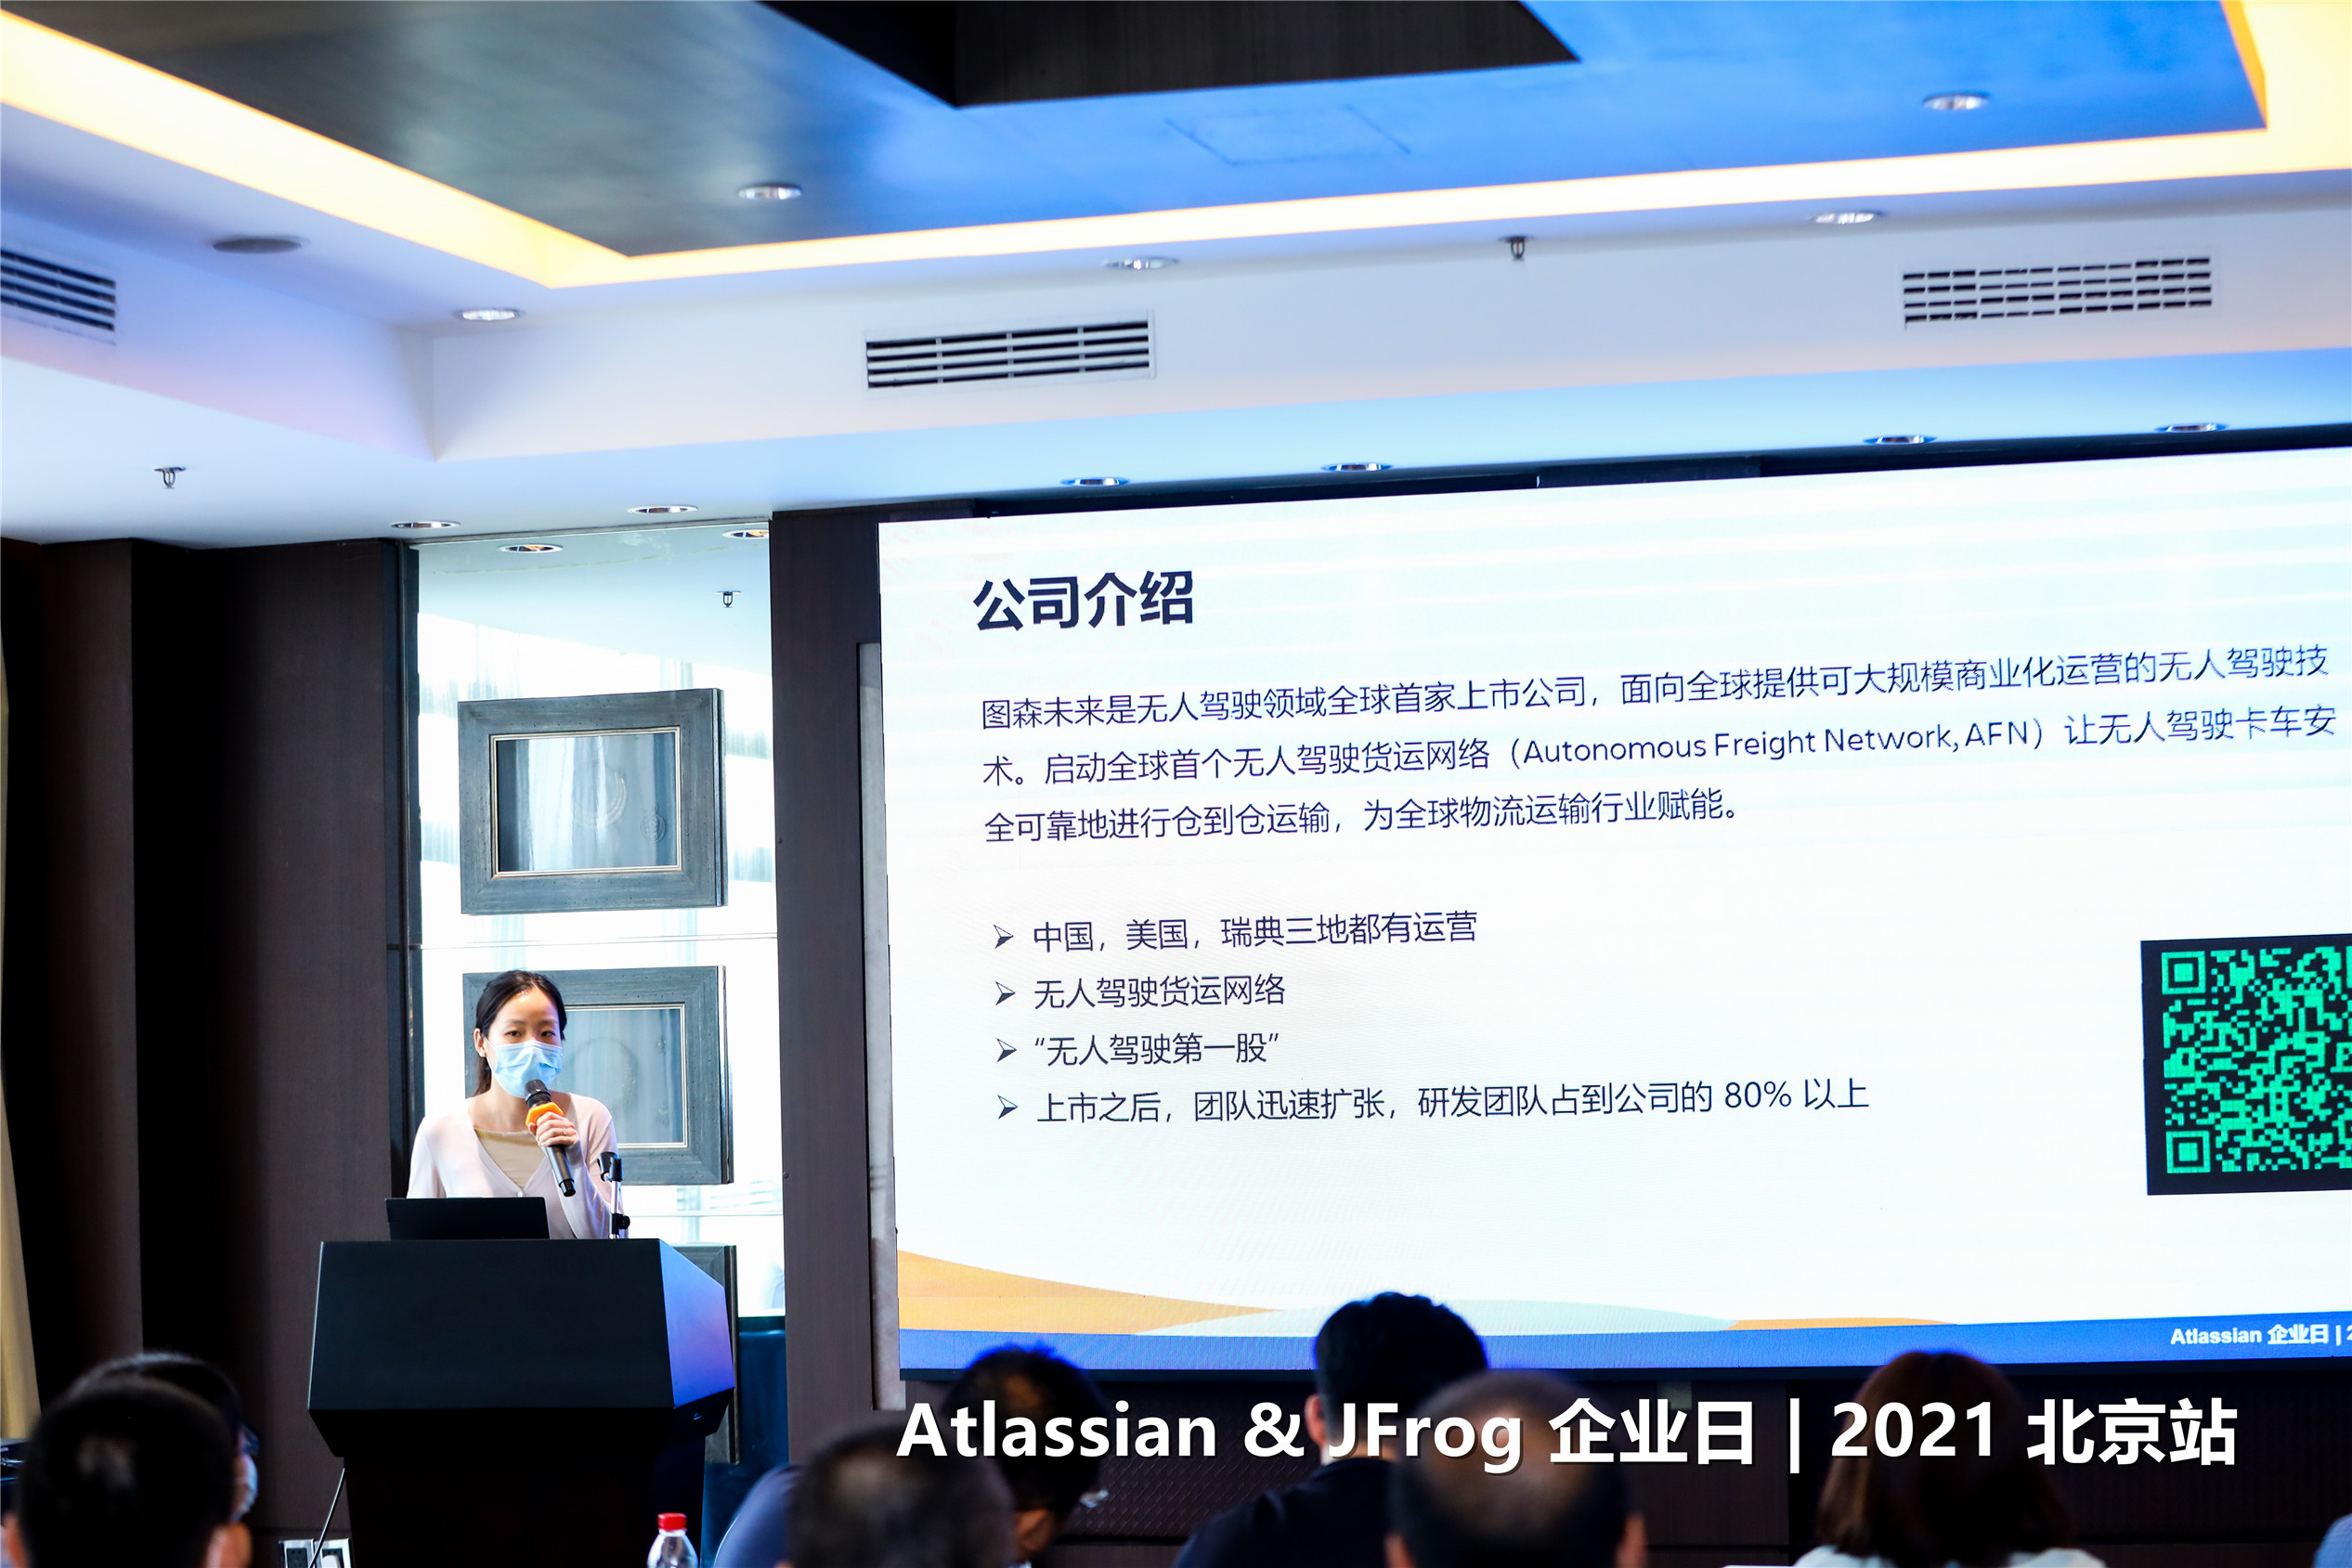 公司介绍
图森未来是无人驾驶领域全球首家上市公司，面向全球提供可大规模商业化运营的无人驾驶技
术。启动全球首个无人驾驶货运网络（Autonomous Freight Network, AFN）让无人驾驶卡车安
全可靠地进行仓到仓运输，为全球物流运输行业赋能。
➢ 中国，美国，瑞典三地都有运营
➢ 无人驾驶货运网络
➢ “无人驾驶第一股”
➢ 上市之后，团队迅速扩张，研发团队占到公司的 80% 以上
Atlassian 企业日 | 2
Atlassian & JFrog 企业日 | 2021 北京站